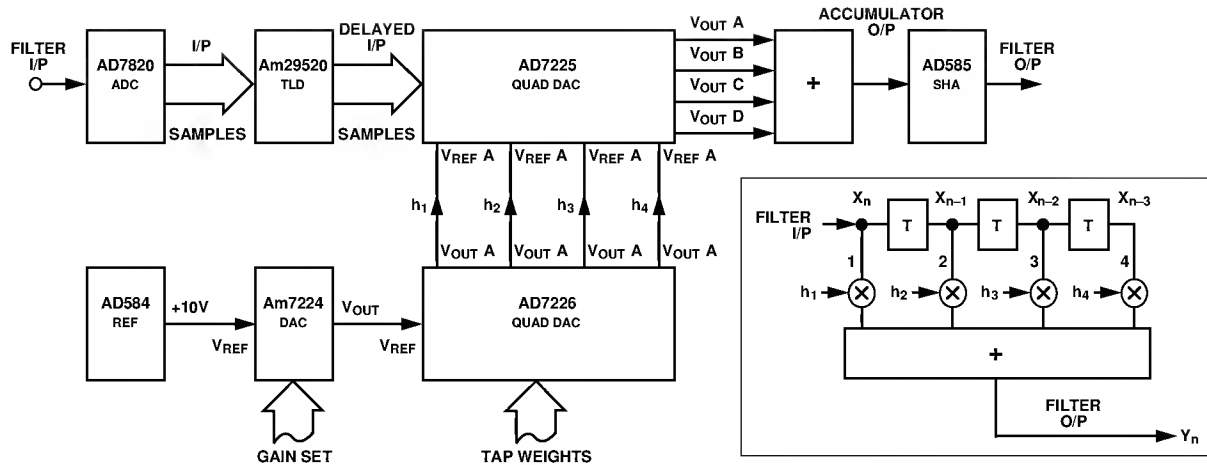 FILTER
I/P
AD7820
ADC
I/P
SAMPLES
Am29520
TLD
DELAYED
I/P
SAMPLES
AD7225
QUAD DAC
VOUT A
VOUT B
VOUT C
VOUT D
+
ACCUMULATOR
O/P
AD585
SHA
FILTER
O/P
VREF A
VREF A
VREF A
VREF A
h1
h2
h3
h4
VOUT A
VOUT A
VOUT A
VOUT A
AD584
REF
+10V
VREF
Am7224
DAC
VOUT
VREF
AD7226
QUAD DAC
GAIN SET
TAP WEIGHTS
Xn
Xn–1
Xn–2
Xn–3
FILTER
I/P
T
T
T
1
2
3
4
h1
h2
h3
h4
+
FILTER
O/P
Yn